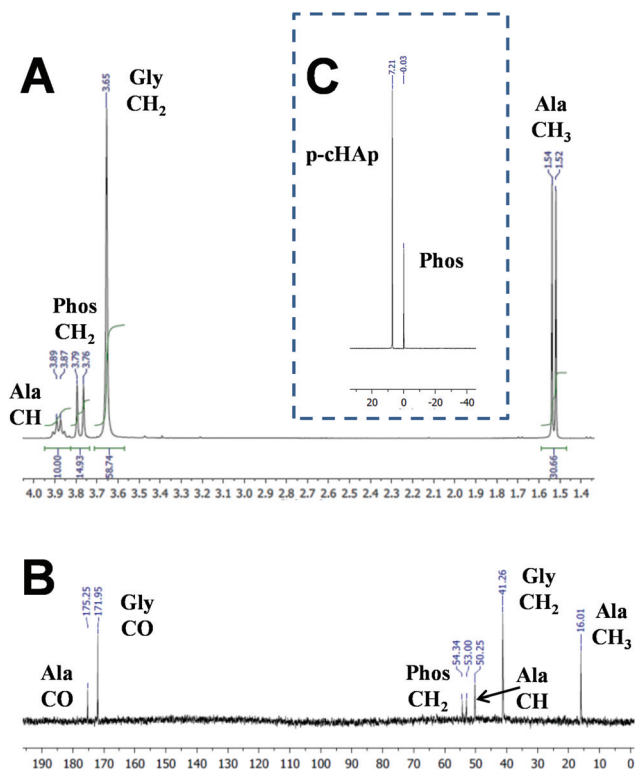 A
Gly
CH2
3.65
Phos
CH2
3.89
3.87
3.79
3.76
Ala
CH
10.00
14.93
58.74
C
7.21
-0.03
p-cHAp
Phos
20 0 -20 -40
Ala
CH3
1.54
1.52
30.66
4.0 3.9 3.8 3.7 3.6 3.5 3.4 3.3 3.2 3.1 3.0 2.9 2.8 2.7 2.6 2.5 2.4 2.3 2.2 2.1 2.0 1.9 1.8 1.7 1.6 1.5 1.4
B
175.25
171.95
Gly
CO
Ala
CO
Phos
CH2
54.34
53.00
50.25
Gly
CH2
41.26
Ala
CH
Ala
CH3
16.01
190 180 170 160 150 140 130 120 110 100 90 80 70 60 50 40 30 20 10 0